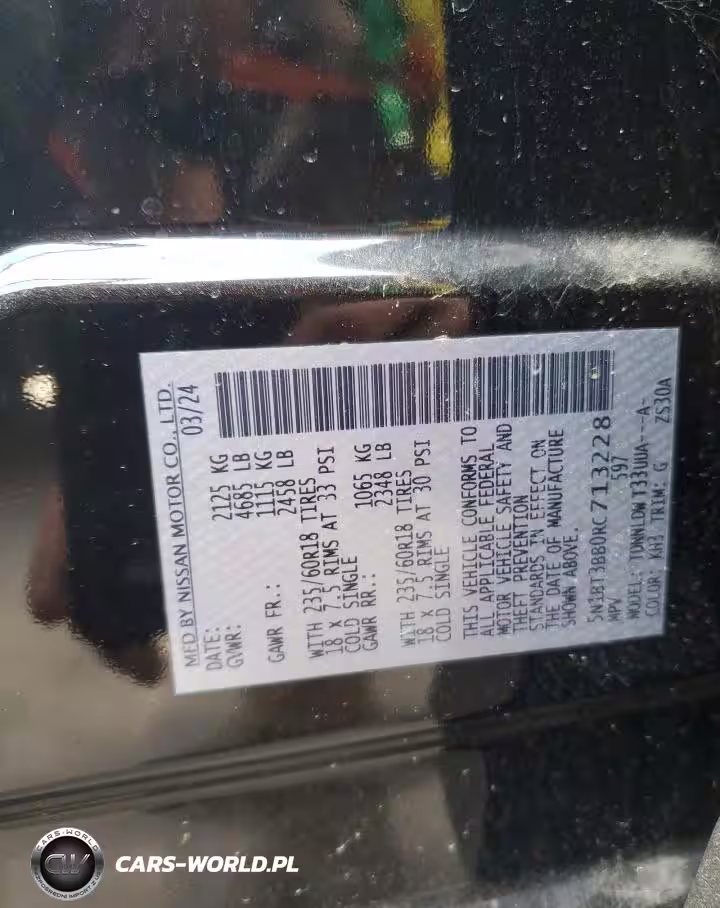 MFD BY NISSAN MOTOR CO., LTD.
DATE: 03/24
GVWR: 2125 KG
4685 LB
GAWR FR.: 1115 KG
2458 LB
WITH 235/60R18 TIRES
18 X 7.5 RIMS AT 33 PSI
COLD SINGLE
GAWR RR.: 1065 KG
2348 LB
WITH 235/60R18 TIRES
18 X 7.5 RIMS AT 30 PSI
COLD SINGLE
THIS VEHICLE CONFORMS TO
ALL APPLICABLE FEDERAL
MOTOR VEHICLE SAFETY AND
THEFT PREVENTION
STANDARDS IN EFFECT ON
THE DATE OF MANUFACTURE
SHOWN ABOVE.
5N1BT3BB0RC713228
MPV 597
MODEL: T33UUA---A-
COLOR: KH3 TRIM: G ZS30A
CARS-WORLD
CW
CARS-WORLD.PL